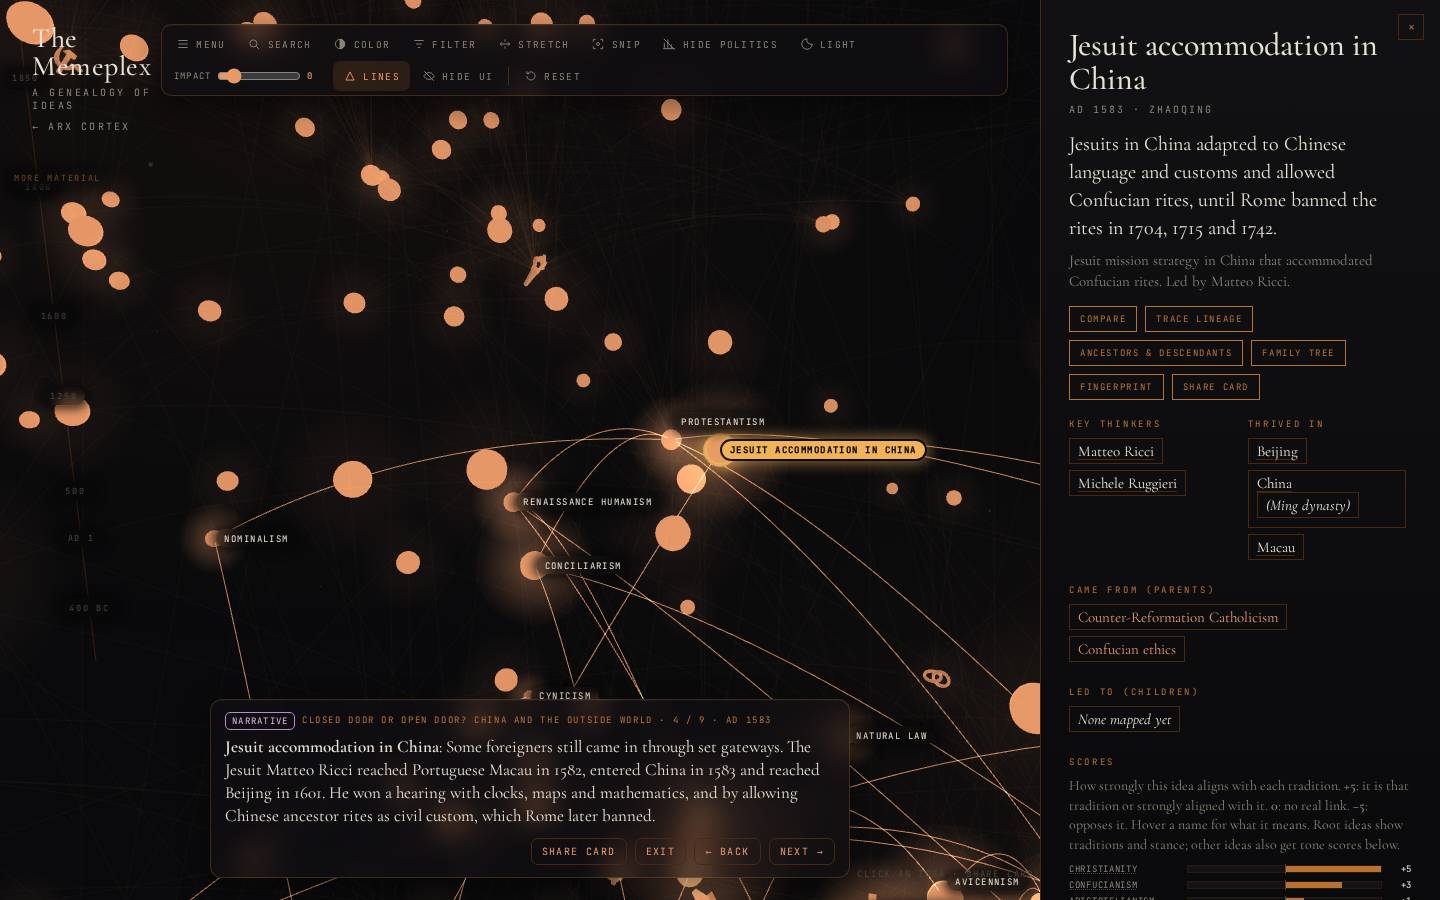 The
Memeplex
A GENEALOGY OF
IDEAS
← ARX CORTEX
MENU
SEARCH
COLOR
FILTER
STRETCH
SNIP
HIDE POLITICS
LIGHT
IMPACT
0
LINES
HIDE UI
RESET
1850
MORE MATERIAL
1600
1250
500
AD 1
400 BC
PROTESTANTISM
JESUIT ACCOMMODATION IN CHINA
RENAISSANCE HUMANISM
NOMINALISM
CONCILIARISM
CYNICISM
NATURAL LAW
AVICENNISM
NARRATIVE
CLOSED DOOR OR OPEN DOOR? CHINA AND THE OUTSIDE WORLD · 4 / 9 · AD 1583
Jesuit accommodation in China: Some foreigners still came in through set gateways. The
Jesuit Matteo Ricci reached Portuguese Macau in 1582, entered China in 1583 and reached
Beijing in 1601. He won a hearing with clocks, maps and mathematics, and by allowing
Chinese ancestor rites as civil custom, which Rome later banned.
SHARE CARD
EXIT
← BACK
NEXT →
×
Jesuit accommodation in
China
AD 1583 · ZHAOQING
Jesuits in China adapted to Chinese
language and customs and allowed
Confucian rites, until Rome banned the
rites in 1704, 1715 and 1742.
Jesuit mission strategy in China that accommodated
Confucian rites. Led by Matteo Ricci.
COMPARE
TRACE LINEAGE
ANCESTORS & DESCENDANTS
FAMILY TREE
FINGERPRINT
SHARE CARD
KEY THINKERS
Matteo Ricci
Michele Ruggieri
THRIVED IN
Beijing
China
(Ming dynasty)
Macau
CAME FROM (PARENTS)
Counter-Reformation Catholicism
Confucian ethics
LED TO (CHILDREN)
None mapped yet
SCORES
How strongly this idea aligns with each tradition. +5: it is that
tradition or strongly aligned with it. 0: no real link. −5:
opposes it. Hover a name for what it means. Root ideas show
traditions and stance; other ideas also get tone scores below.
CHRISTIANITY +5
CONFUCIANISM +3